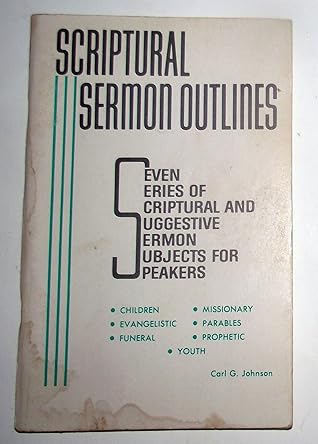 SCRIPTURAL
SERMON OUTLINES
SEVEN
SERIES OF
SCRIPTURAL AND
SUGGESTIVE
SERMON
SUBJECTS FOR
SPEAKERS
• CHILDREN • MISSIONARY
• EVANGELISTIC • PARABLES
• FUNERAL • PROPHETIC
• YOUTH
Carl G. Johnson